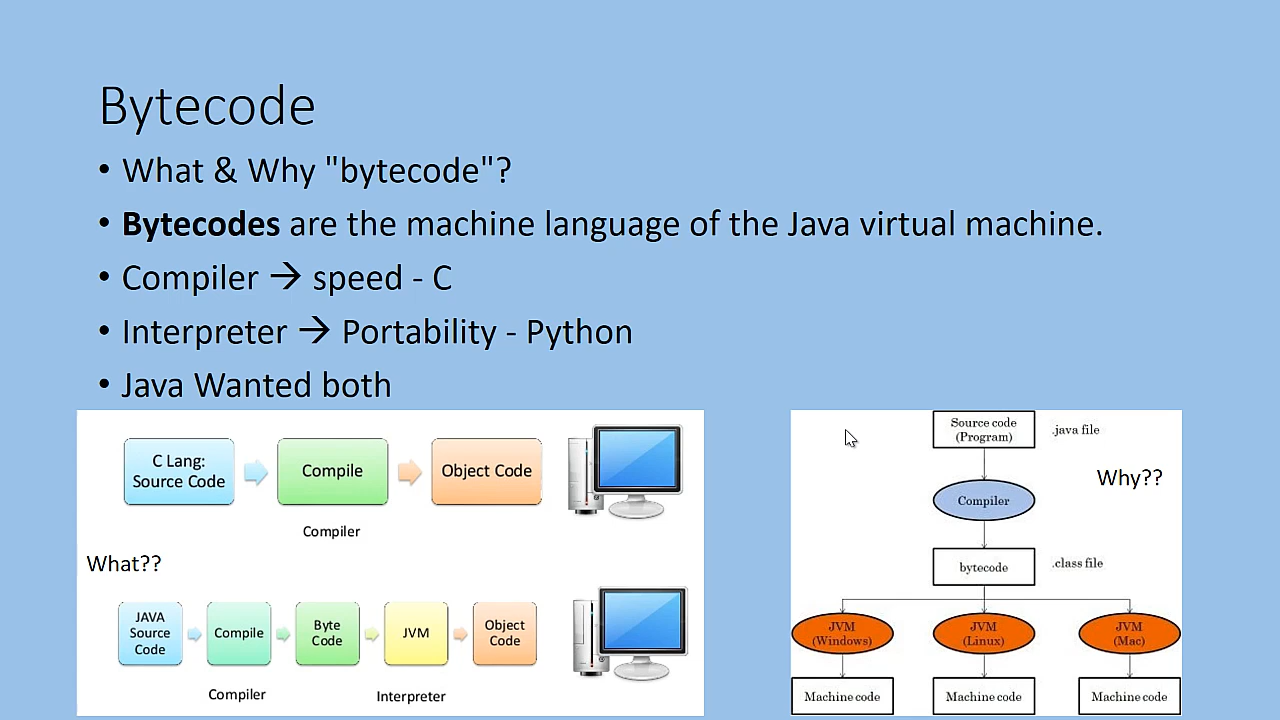 Bytecode
• What & Why "bytecode"?
• Bytecodes are the machine language of the Java virtual machine.
• Compiler → speed - C
• Interpreter → Portability - Python
• Java Wanted both
C Lang:
Source Code
Compile
Object Code
Compiler
What??
JAVA
Source
Code
Compile
Byte
Code
JVM
Object
Code
Compiler
Interpreter
Source code
(Program)
.java file
Why??
Compiler
bytecode
.class file
JVM
(Windows)
JVM
(Linux)
JVM
(Mac)
Machine code
Machine code
Machine code